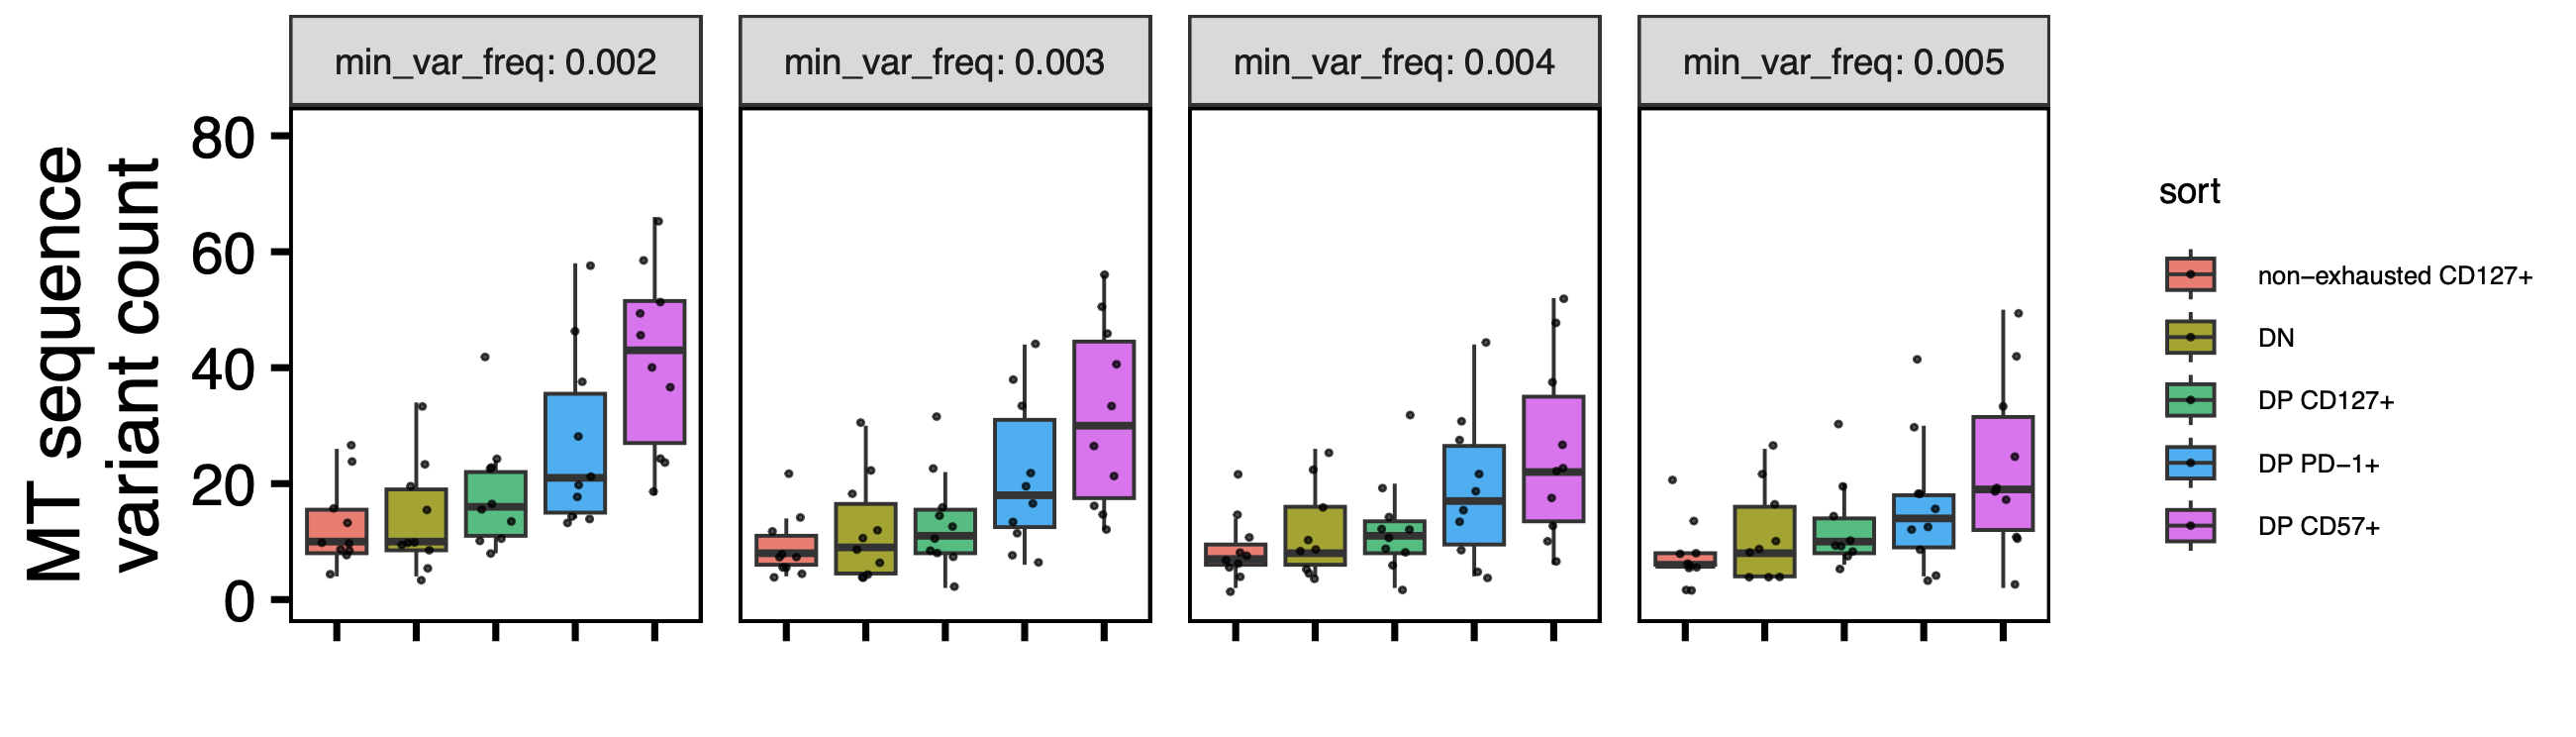 min_var_freq: 0.002
min_var_freq: 0.003
min_var_freq: 0.004
min_var_freq: 0.005
MT sequence
variant count
80
60
40
20
0
sort
non−exhausted CD127+
DN
DP CD127+
DP PD−1+
DP CD57+